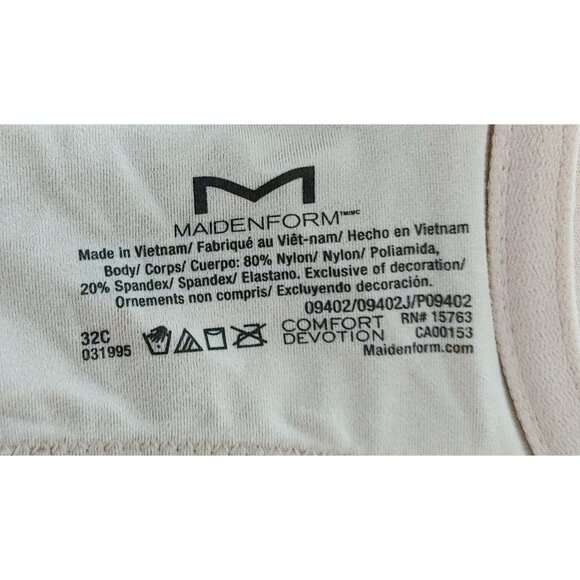 M
MAIDENFORM™/MC
Made in Vietnam/ Fabriqué au Viêt-nam/ Hecho en Vietnam
Body/ Corps/ Cuerpo: 80% Nylon/ Nylon/ Poliamida,
20% Spandex/ Spandex/ Elastano. Exclusive of decoration/
Ornements non compris/ Excluyendo decoración.
09402/09402J/P09402
32C COMFORT RN# 15763
031995 DEVOTION CA00153
Maidenform.com